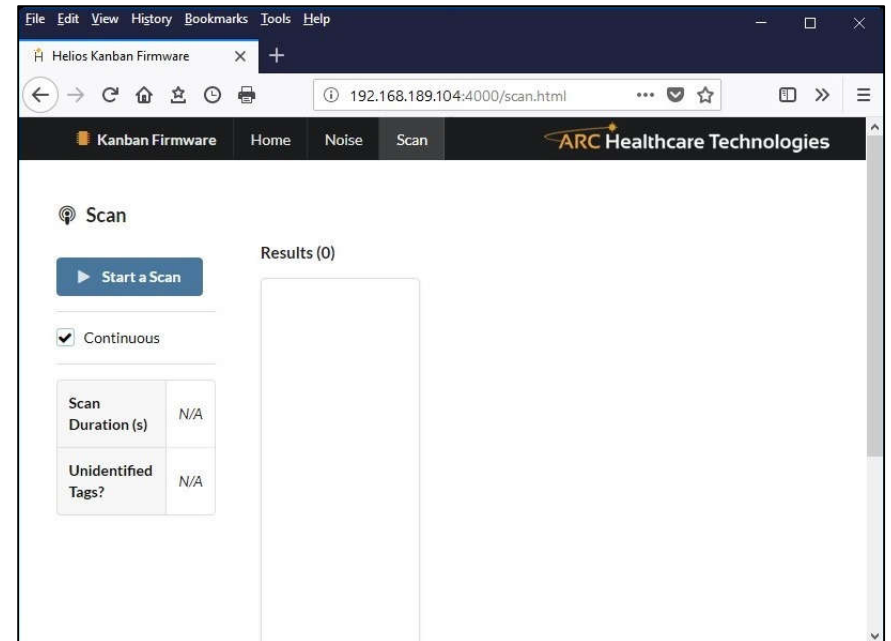 File Edit View History Bookmarks Tools Help
Helios Kanban Firmware
192.168.189.104:4000/scan.html
Kanban Firmware Home Noise Scan ARC Healthcare Technologies
Scan
Results (0)
Start a Scan
Continuous
Scan
Duration (s)
N/A
Unidentified
Tags?
N/A